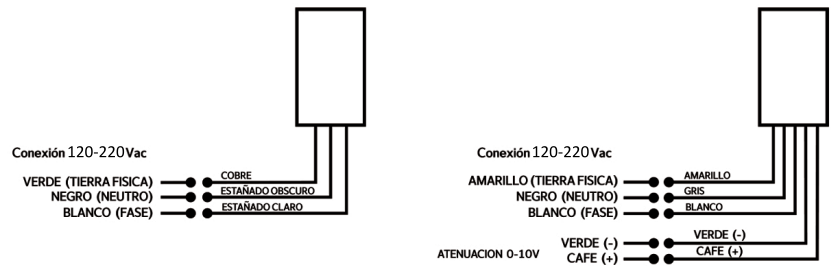 Conexión 120-220Vac
VERDE (TIERRA FISICA)
COBRE
NEGRO (NEUTRO)
ESTAÑADO OBSCURO
BLANCO (FASE)
ESTAÑADO CLARO
Conexión 120-220Vac
AMARILLO (TIERRA FISICA)
AMARILLO
NEGRO (NEUTRO)
GRIS
BLANCO (FASE)
BLANCO
ATENUACION 0-10V
VERDE (-)
VERDE (-)
CAFE (+)
CAFE (+)